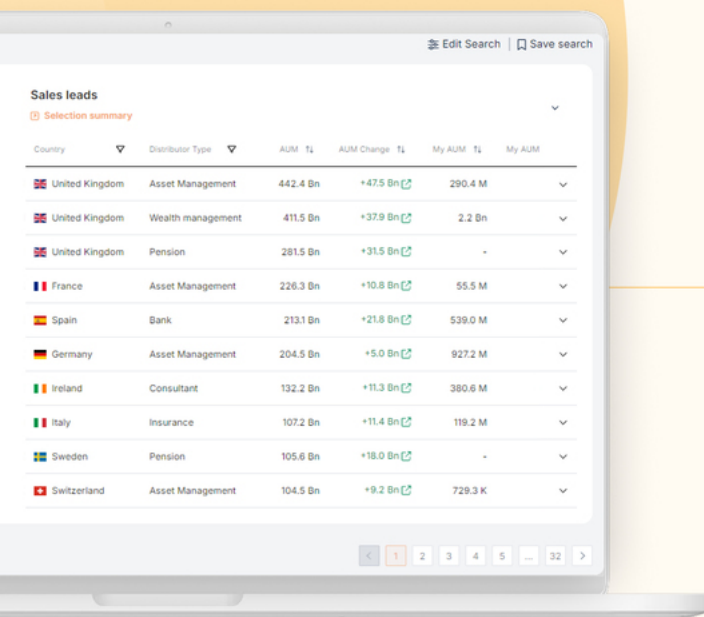 Edit Search | Save search
Sales leads
Selection summary
Country Distributor Type AUM AUM Change My AUM My AUM
United Kingdom Asset Management 442.4 Bn +47.5 Bn 290.4 M
United Kingdom Wealth management 411.5 Bn +37.9 Bn 2.2 Bn
United Kingdom Pension 281.5 Bn +31.5 Bn -
France Asset Management 226.3 Bn +10.8 Bn 55.5 M
Spain Bank 213.1 Bn +21.8 Bn 539.0 M
Germany Asset Management 204.5 Bn +5.0 Bn 927.2 M
Ireland Consultant 132.2 Bn +11.3 Bn 380.6 M
Italy Insurance 107.2 Bn +11.4 Bn 119.2 M
Sweden Pension 105.6 Bn +18.0 Bn -
Switzerland Asset Management 104.5 Bn +9.2 Bn 729.3 K
< 1 2 3 4 5 ... 32 >